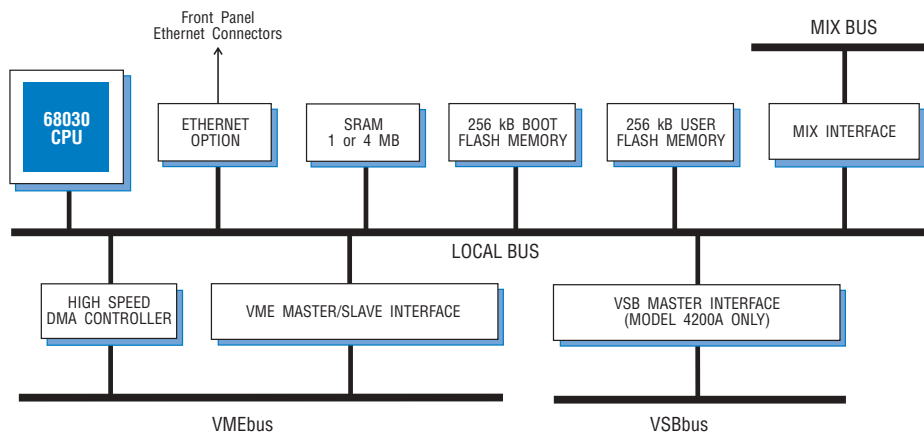 Front Panel
Ethernet Connectors
MIX BUS
68030
CPU
ETHERNET
OPTION
SRAM
1 or 4 MB
256 kB BOOT
FLASH MEMORY
256 kB USER
FLASH MEMORY
MIX INTERFACE
LOCAL BUS
HIGH SPEED
DMA CONTROLLER
VME MASTER/SLAVE INTERFACE
VSB MASTER INTERFACE
(MODEL 4200A ONLY)
VMEbus
VSBbus